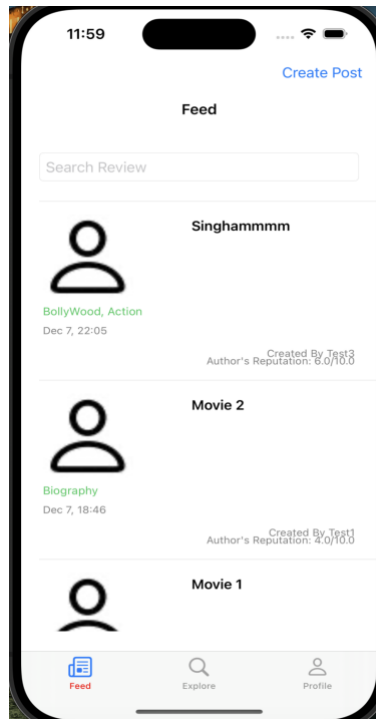 11:59
Create Post
Feed
Search Review
Singhammmm
BollyWood, Action
Dec 7, 22:05
Created By Test3
Author's Reputation: 6.0/10.0
Movie 2
Biography
Dec 7, 18:46
Created By Test1
Author's Reputation: 4.0/10.0
Movie 1
Feed
Explore
Profile